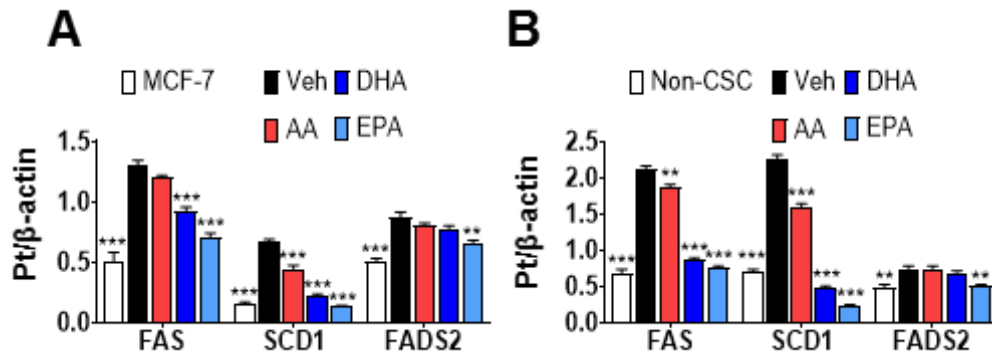 A
MCF-7 Veh DHA
AA EPA
Pt/β-actin
1.5
1.0
0.5
0.0
*** *** *** *** *** *** *** *** **
FAS SCD1 FADS2
B
Non-CSC Veh DHA
AA EPA
Pt/β-actin
2.5
2.0
1.5
1.0
0.5
0.0
*** ** *** *** *** *** *** *** ** **
FAS SCD1 FADS2